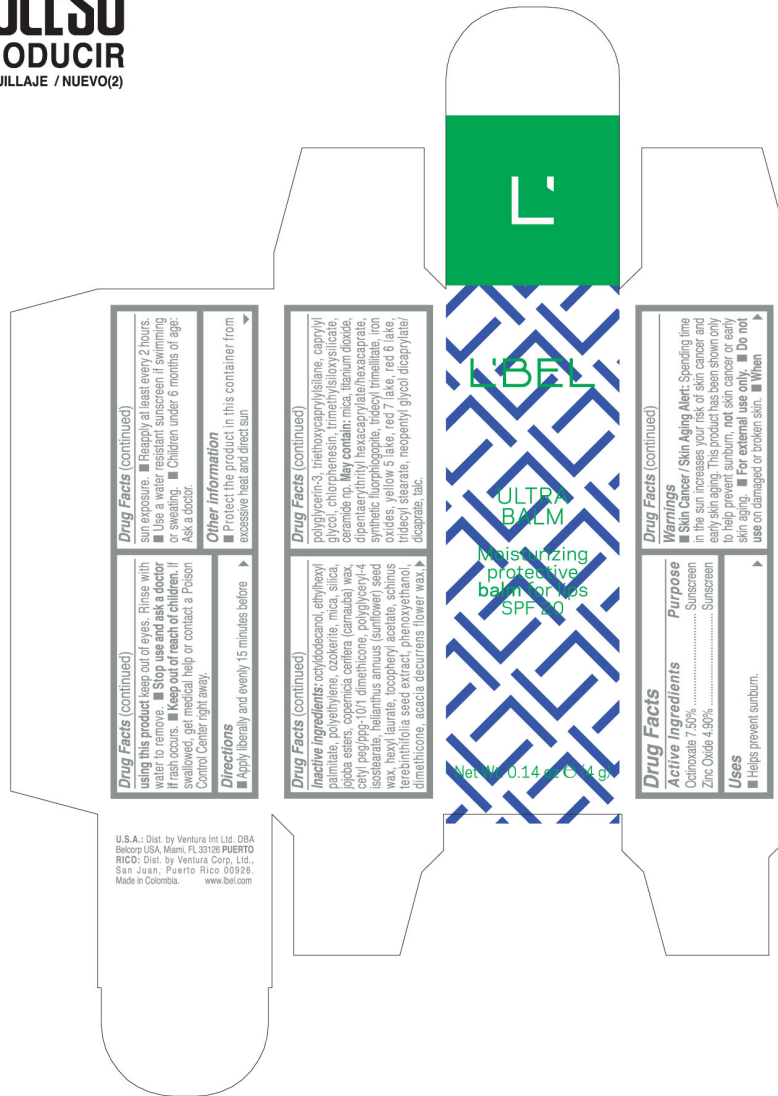 ODUCIR
UILLAJE / NUEVO(2)
L'
L'BEL
ULTRA
BALM
Moisturizing
protective
balm for lips
SPF 20
Net Wt. 0.14 oz ℮ (4 g)
Drug Facts
Active Ingredients Purpose
Octinoxate 7.50% ............ Sunscreen
Zinc Oxide 4.90% ............ Sunscreen
Uses
■ Helps prevent sunburn.
Drug Facts (continued)
Warnings
■ Skin Cancer / Skin Aging Alert: Spending time
in the sun increases your risk of skin cancer and
early skin aging. This product has been shown only
to help prevent sunburn, not skin cancer or early
skin aging. ■ For external use only. ■ Do not
use on damaged or broken skin. ■ When
Drug Facts (continued)
using this product keep out of eyes. Rinse with
water to remove. ■ Stop use and ask a doctor
if rash occurs. ■ Keep out of reach of children. If
swallowed, get medical help or contact a Poison
Control Center right away.
Directions
■ Apply liberally and evenly 15 minutes before
Drug Facts (continued)
sun exposure. ■ Reapply at least every 2 hours.
■ Use a water resistant sunscreen if swimming
or sweating. ■ Children under 6 months of age:
Ask a doctor.
Other information
■ Protect the product in this container from
excessive heat and direct sun
Drug Facts (continued)
Inactive ingredients: octyldodecanol, ethylhexyl
palmitate, polyethylene, ozokerite, mica, silica,
jojoba esters, copernicia cerifera (carnauba) wax,
cetyl peg/ppg-10/1 dimethicone, polyglyceryl-4
isostearate, helianthus annuus (sunflower) seed
wax, hexyl laurate, tocopheryl acetate, schinus
terebinthifolia seed extract, phenoxyethanol,
dimethicone, acacia decurrens flower wax,
Drug Facts (continued)
polyglycerin-3, triethoxycaprylylsilane, caprylyl
glycol, chlorphenesin, trimethylsiloxysilicate,
ceramide np. May contain: mica, titanium dioxide,
dipentaerythrityl hexacaprylate/hexacaprate,
synthetic fluorphlogopite, tridecyl trimellitate, iron
oxides, yellow 5 lake, red 7 lake, red 6 lake,
tridecyl stearate, neopentyl glycol dicaprylate/
dicaprate, talc.
U.S.A.: Dist. by Ventura Int Ltd. DBA
Belcorp USA, Miami, FL 33126 PUERTO
RICO: Dist. by Ventura Corp, Ltd.,
San Juan, Puerto Rico 00926.
Made in Colombia. www.lbel.com